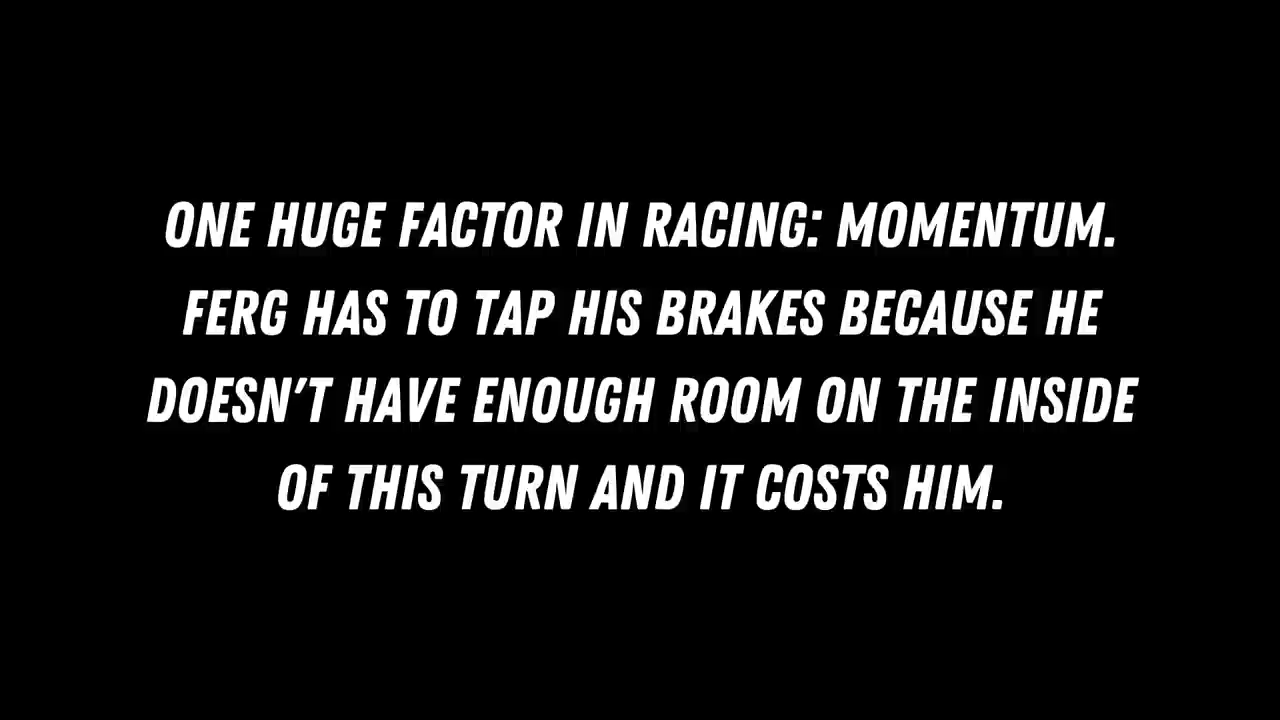 ONE HUGE FACTOR IN RACING: MOMENTUM.
FERG HAS TO TAP HIS BRAKES BECAUSE HE
DOESN'T HAVE ENOUGH ROOM ON THE INSIDE
OF THIS TURN AND IT COSTS HIM.